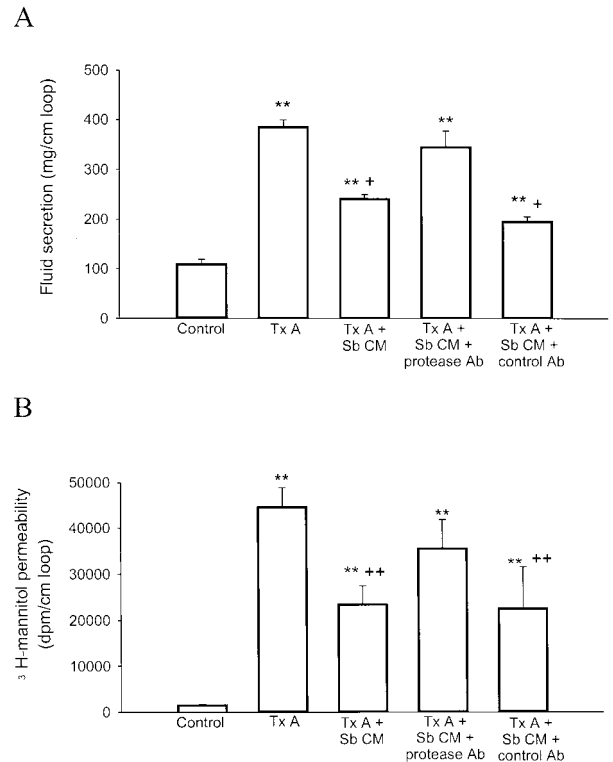 A
Fluid secretion (mg/cm loop)
500
400
300
200
100
0
**
** +
**
** +
Control
Tx A
Tx A +
Sb CM
Tx A +
Sb CM +
protease Ab
Tx A +
Sb CM +
control Ab
B
³ H-mannitol permeability
(dpm/cm loop)
50000
40000
30000
20000
10000
0
**
** ++
**
** ++
Control
Tx A
Tx A +
Sb CM
Tx A +
Sb CM +
protease Ab
Tx A +
Sb CM +
control Ab